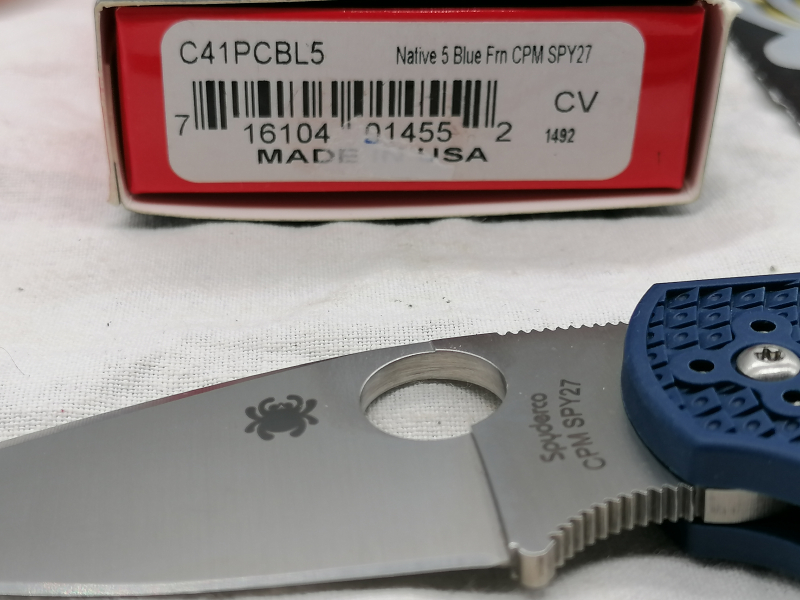 C41PCBL5 Native 5 Blue Frn CPM SPY27
CV
7 16104 01455 2 1492
MADE IN USA
Spyderco
CPM SPY27